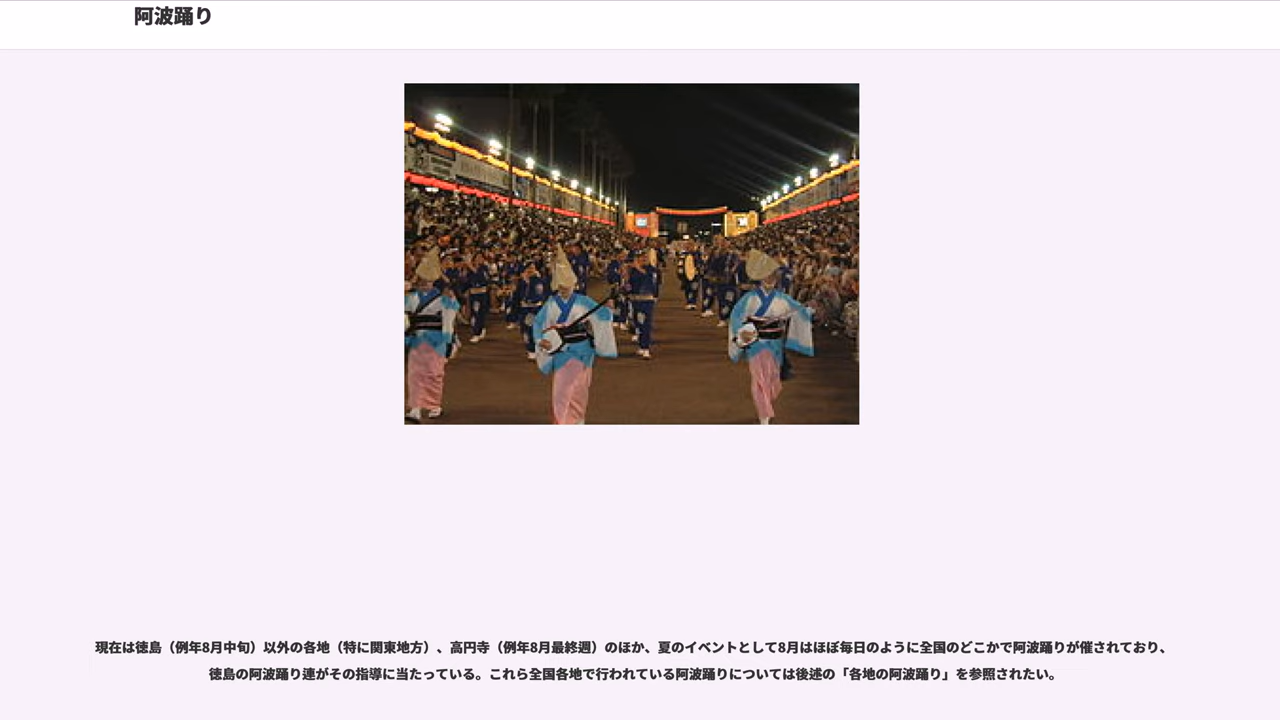 阿波踊り
現在は徳島（例年8月中旬）以外の各地（特に関東地方）、高円寺（例年8月最終週）のほか、夏のイベントとして8月はほぼ毎日のように全国のどこかで阿波踊りが催されており、
徳島の阿波踊り連がその指導に当たっている。これら全国各地で行われている阿波踊りについては後述の「各地の阿波踊り」を参照されたい。